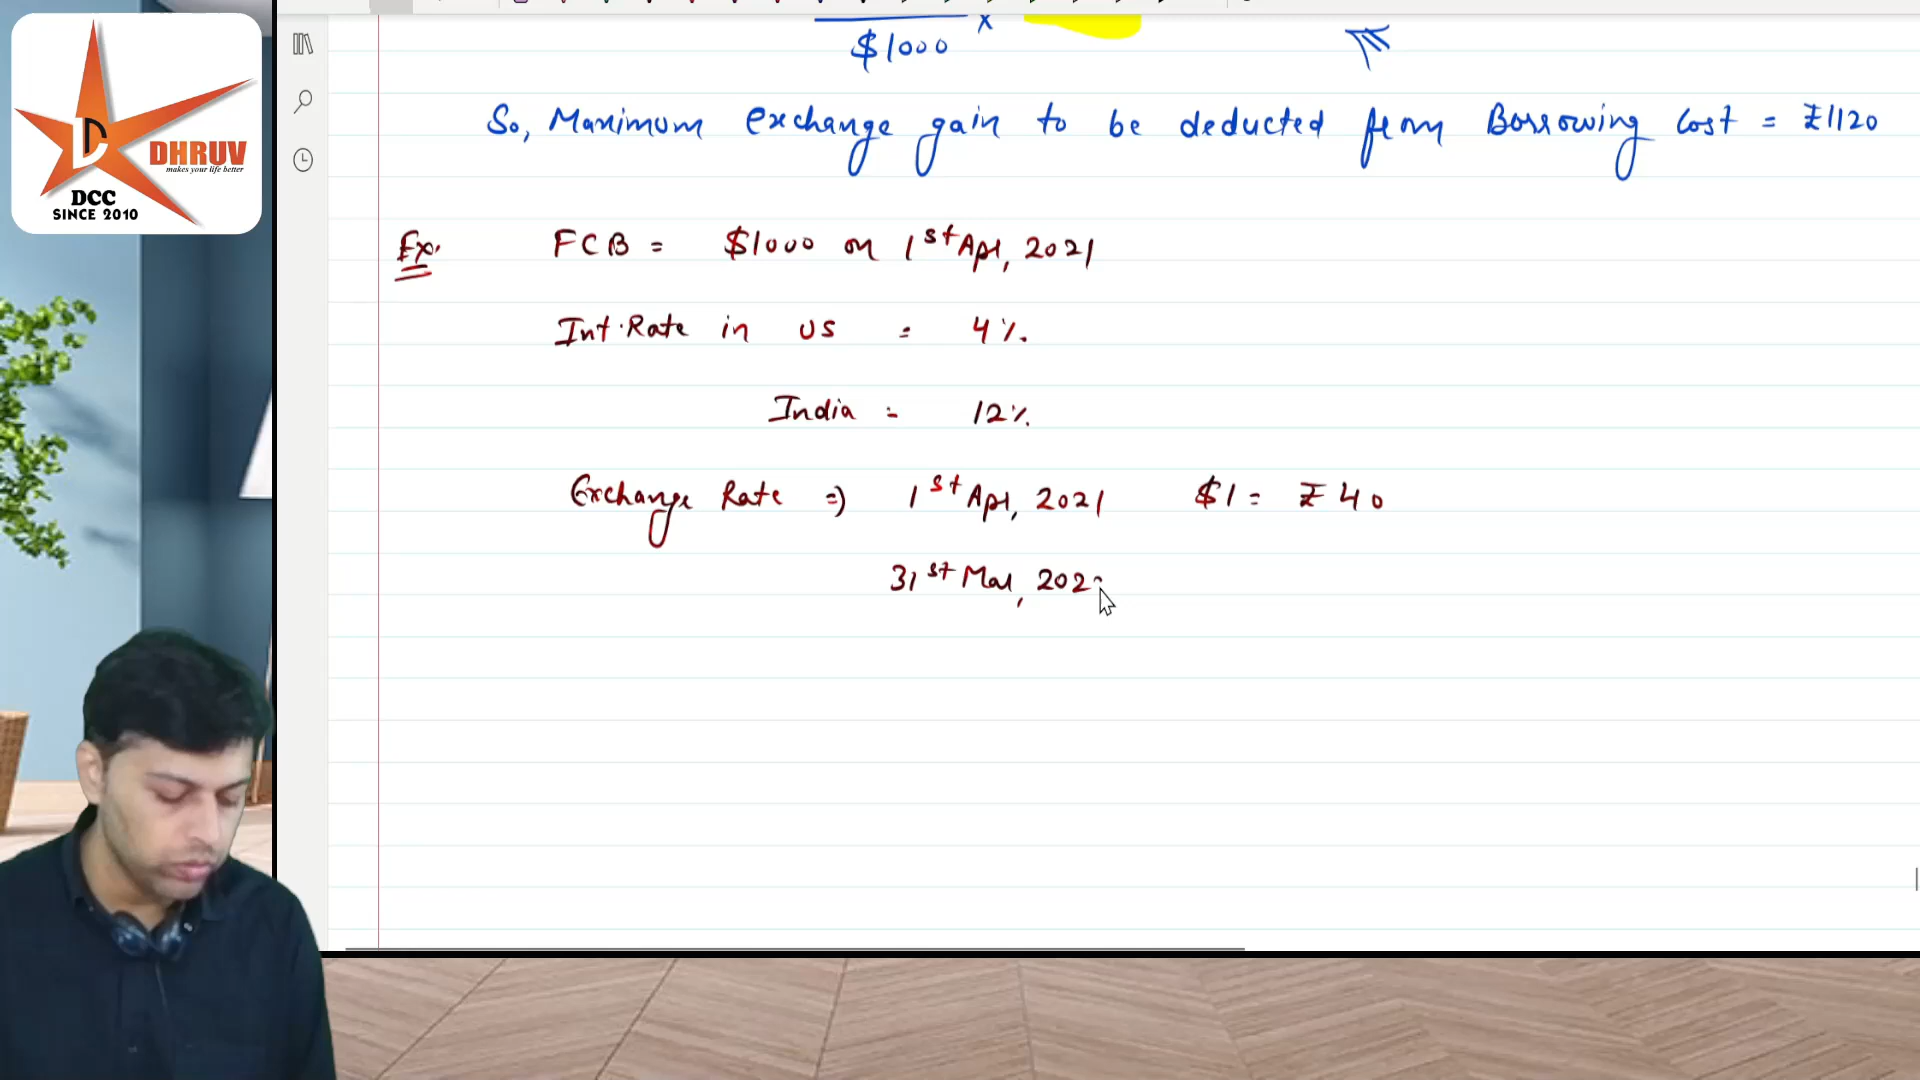 $1000 x
So, Maximum exchange gain to be deducted from Borrowing Cost = ₹1120
Ex. FCB = $1000 on 1st Apr, 2021
Int. Rate in US = 4%.
India = 12%.
Exchange Rate => 1st Apr, 2021 $1 = ₹40
31st Mar, 202
DHRUV
makes your life better
DCC
SINCE 2010